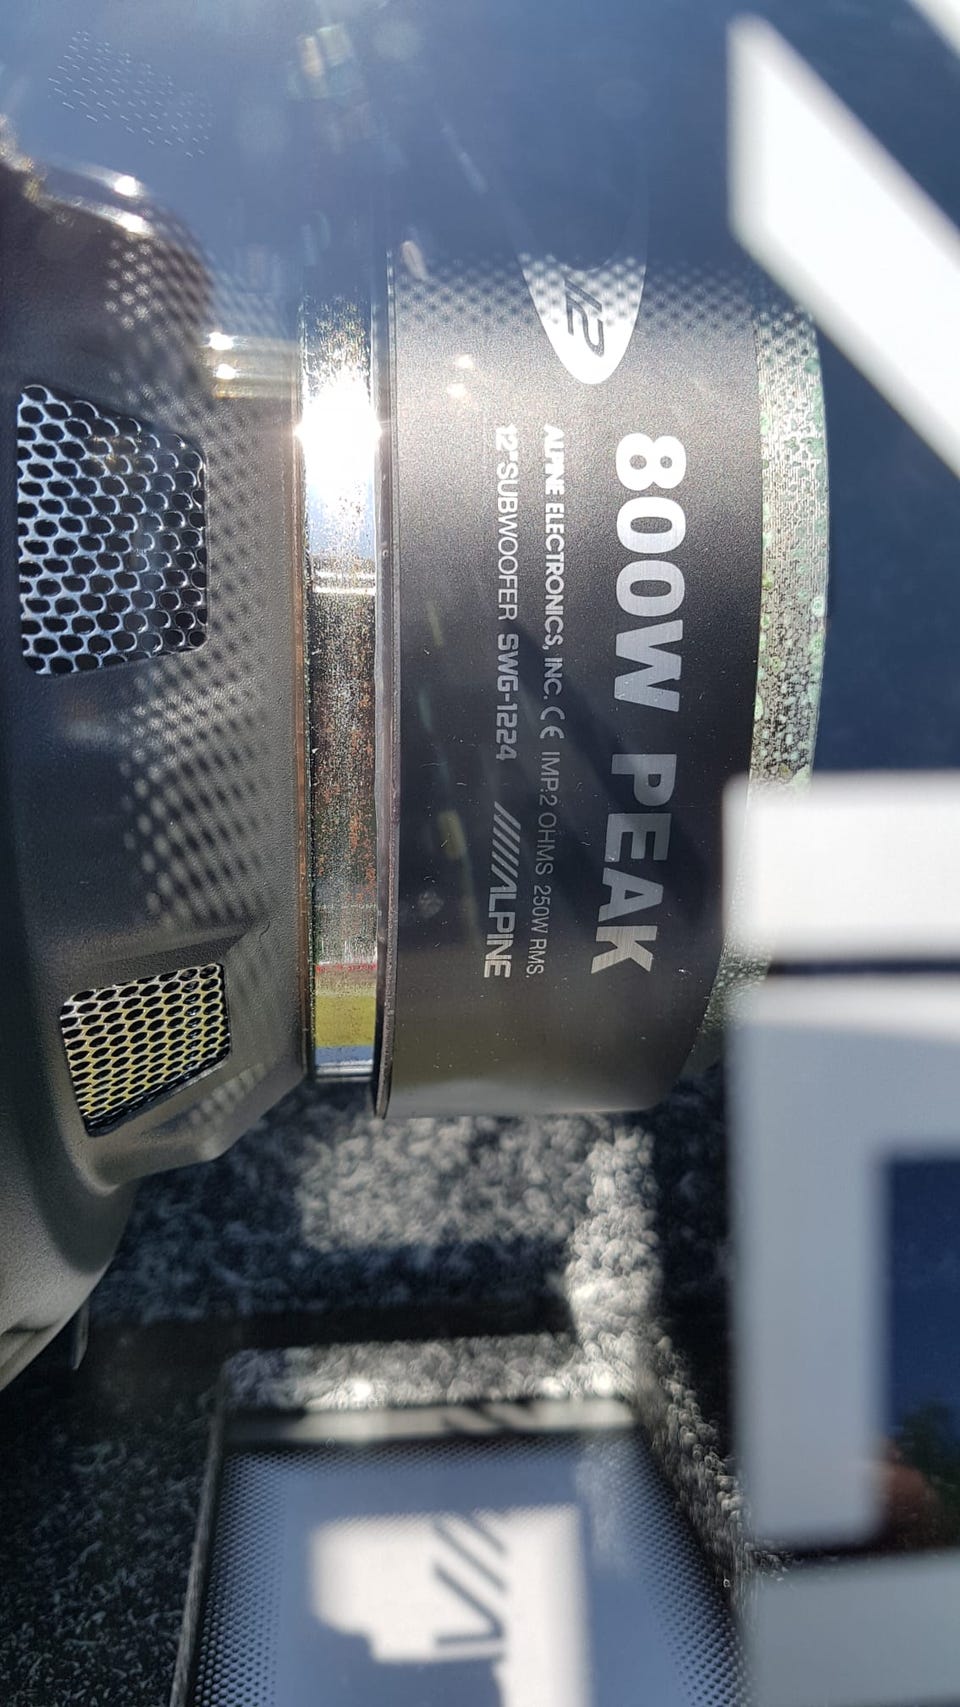 12
800W PEAK
ALPINE ELECTRONICS, INC. CE IMP.2 OHMS 250W RMS.
12"SUBWOOFER SWG-1224 ALPINE